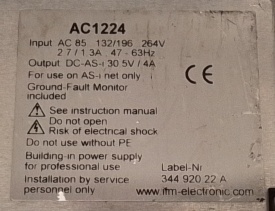 AC1224
Input AC 85 132/196 264V
2.7 / 1.3A 47 - 63Hz
Output DC-AS-i 30.5V / 4A
For use on AS-i net only
Ground-Fault Monitor
included
CE
See instruction manual
Do not open
Risk of electrical shock
Do not use without PE
Building-in power supply
for professional use
Label-Nr
Installation by service
344 920 22 A
personnel only
www.ifm-electronic.com